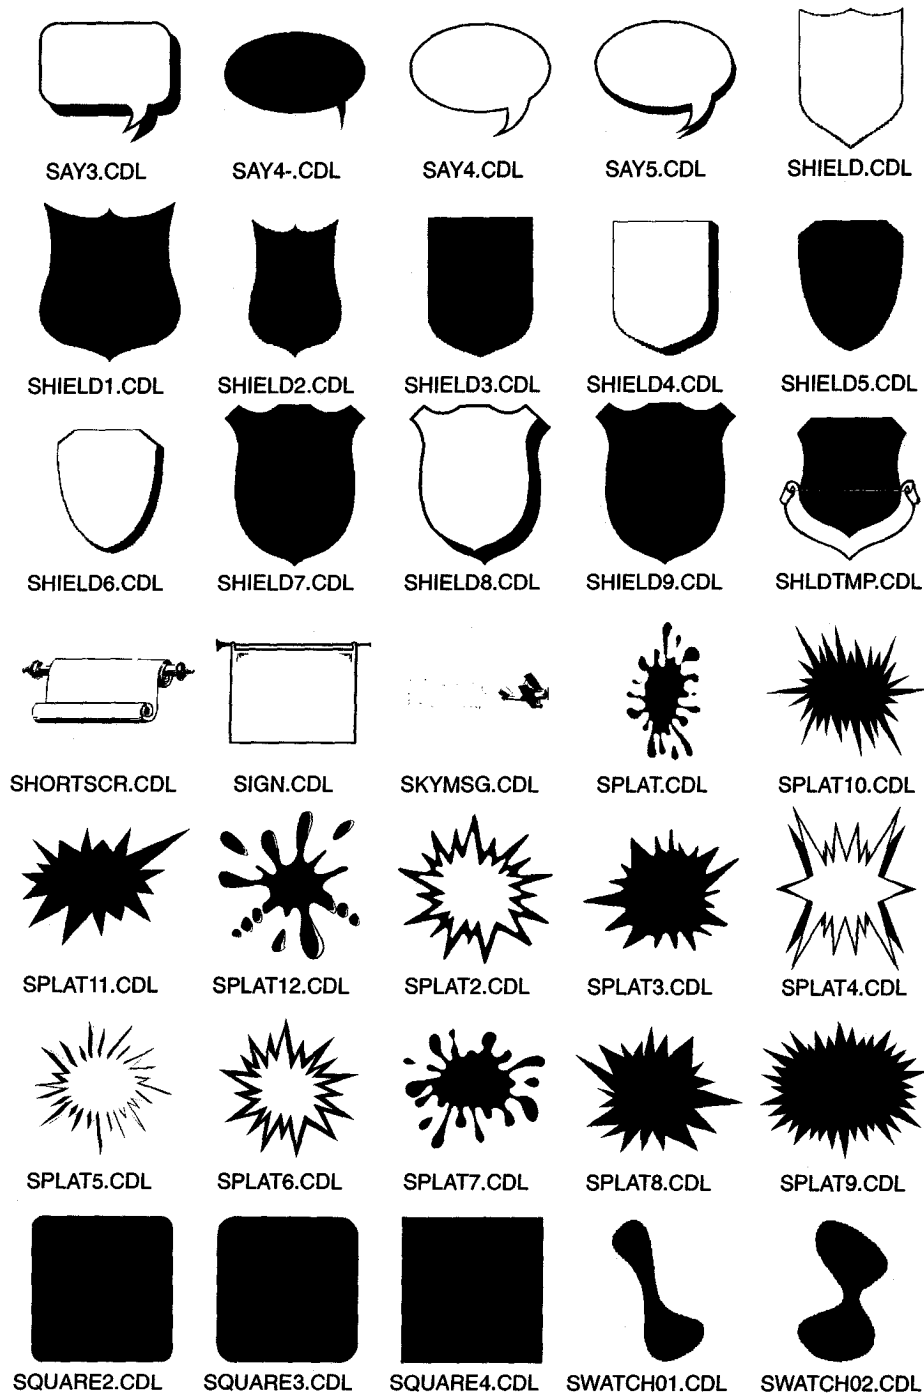 SAY3.CDL SAY4-.CDL SAY4.CDL SAY5.CDL SHIELD.CDL
SHIELD1.CDL SHIELD2.CDL SHIELD3.CDL SHIELD4.CDL SHIELD5.CDL
SHIELD6.CDL SHIELD7.CDL SHIELD8.CDL SHIELD9.CDL SHLDTMP.CDL
SHORTSCR.CDL SIGN.CDL SKYMSG.CDL SPLAT.CDL SPLAT10.CDL
SPLAT11.CDL SPLAT12.CDL SPLAT2.CDL SPLAT3.CDL SPLAT4.CDL
SPLAT5.CDL SPLAT6.CDL SPLAT7.CDL SPLAT8.CDL SPLAT9.CDL
SQUARE2.CDL SQUARE3.CDL SQUARE4.CDL SWATCH01.CDL SWATCH02.CDL